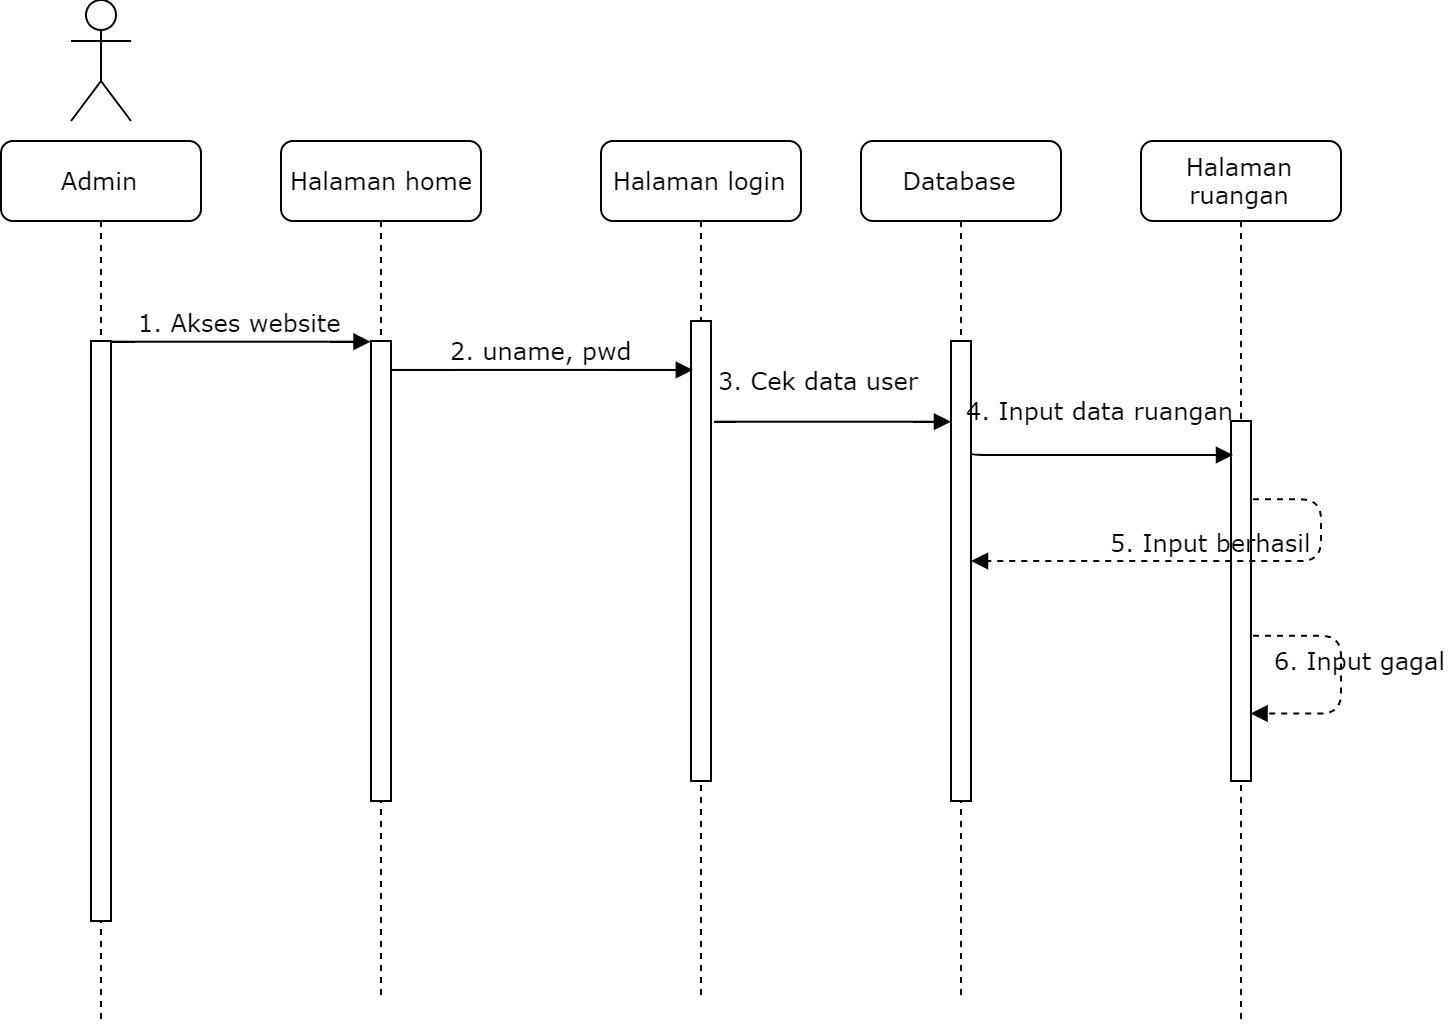 Admin
Halaman home
Halaman login
Database
Halaman
ruangan
1. Akses website
2. uname, pwd
3. Cek data user
4. Input data ruangan
5. Input berhasil
6. Input gagal